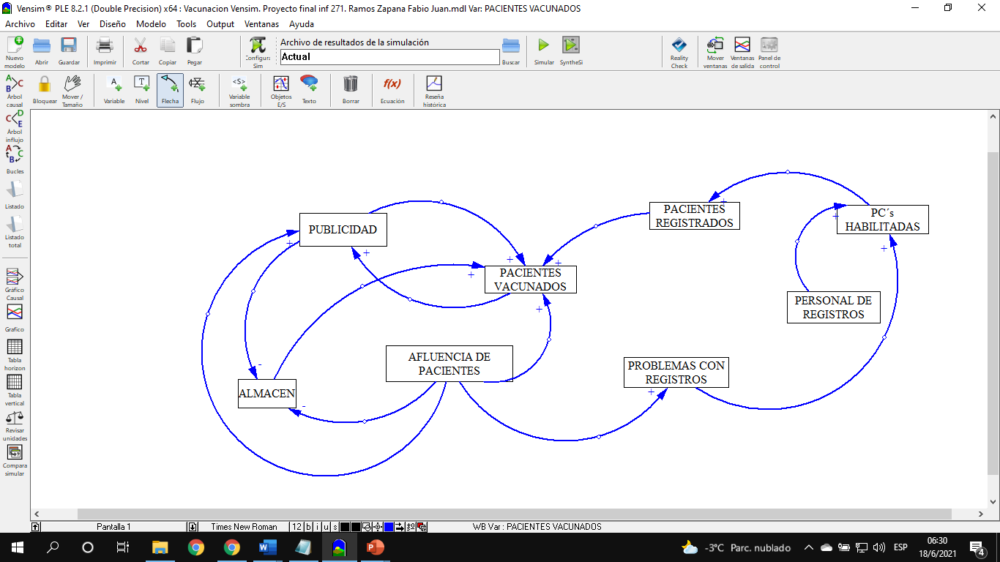 Vensim® PLE 8.2.1 (Double Precision) x64 : Vacunacion Vensim. Proyecto final inf 271. Ramos Zapana Fabio Juan.mdl Var: PACIENTES VACUNADOS
Archivo Editar Ver Diseño Modelo Tools Output Ventanas Ayuda
Nuevo
modelo
Abrir
Guardar
Imprimir
Cortar
Copiar
Pegar
Configura
Sim
Archivo de resultados de la simulación
Actual
Buscar
Simular
SyntheSi
Reality
Check
Mover
ventanas
Ventanas
de salida
Panel de
control
Árbol
causal
Bloquear
Mover /
Tamaño
Variable
Nivel
Flecha
Flujo
Variable
sombra
Objetos
E/S
Texto
Borrar
f(x)
Ecuación
Reseña
histórica
Árbol
influjo
Bucles
Listado
Listado
total
Gráfico
Causal
Grafico
Tabla
horizon
Tabla
vertical
Revisar
unidades
Compara
simular
PUBLICIDAD
PACIENTES
REGISTRADOS
PC´s
HABILITADAS
PACIENTES
VACUNADOS
PERSONAL DE
REGISTROS
AFLUENCIA DE
PACIENTES
PROBLEMAS CON
REGISTROS
ALMACEN
Pantalla 1
Times New Roman
12 b i u s
WB Var : PACIENTES VACUNADOS
-3°C Parc. nublado
ESP
06:30
18/6/2021
4